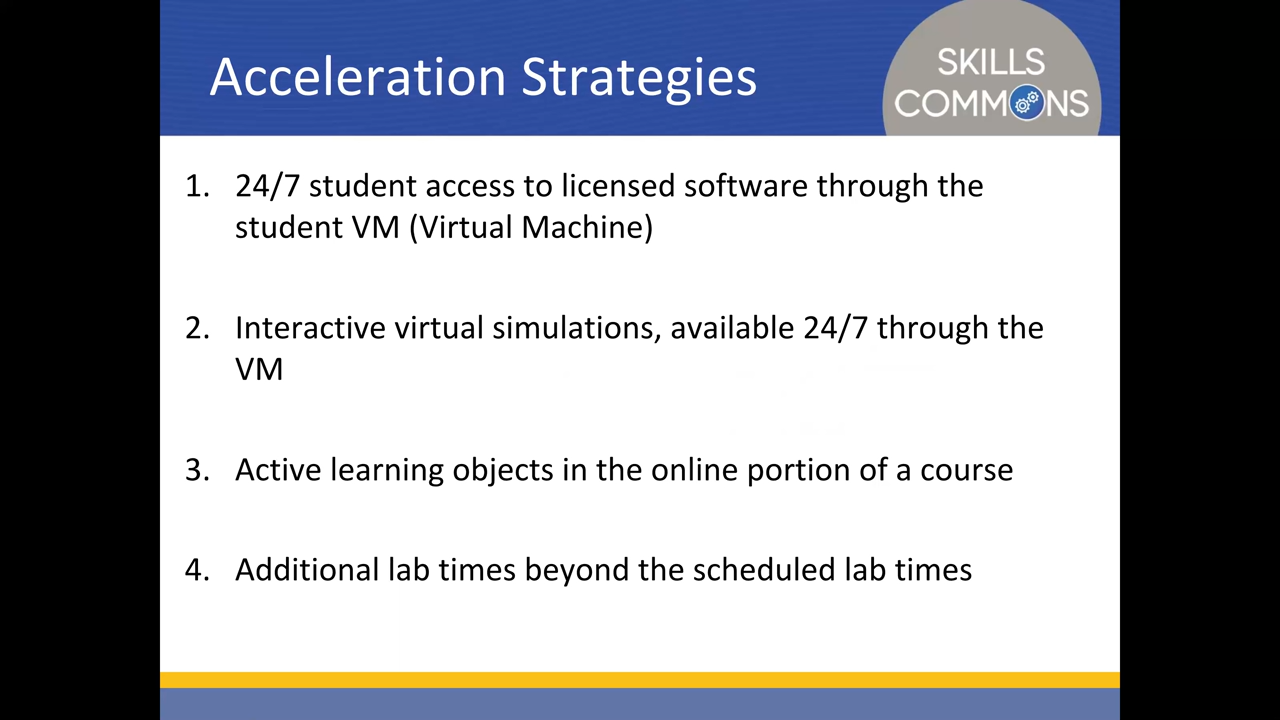 Acceleration Strategies
SKILLS
COMMONS
1. 24/7 student access to licensed software through the
student VM (Virtual Machine)
2. Interactive virtual simulations, available 24/7 through the
VM
3. Active learning objects in the online portion of a course
4. Additional lab times beyond the scheduled lab times